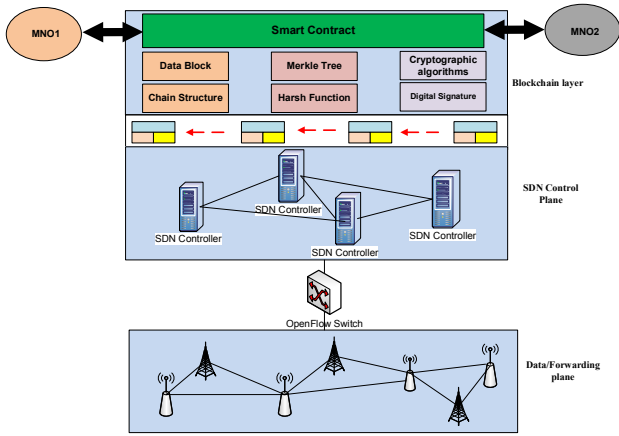 MNO1
Smart Contract
MNO2
Data Block
Merkle Tree
Cryptographic
algorithms
Chain Structure
Harsh Function
Digital Signature
Blockchain layer
SDN Controller
SDN Controller
SDN Controller
SDN Controller
SDN Control
Plane
OpenFlow Switch
Data/Forwarding
plane